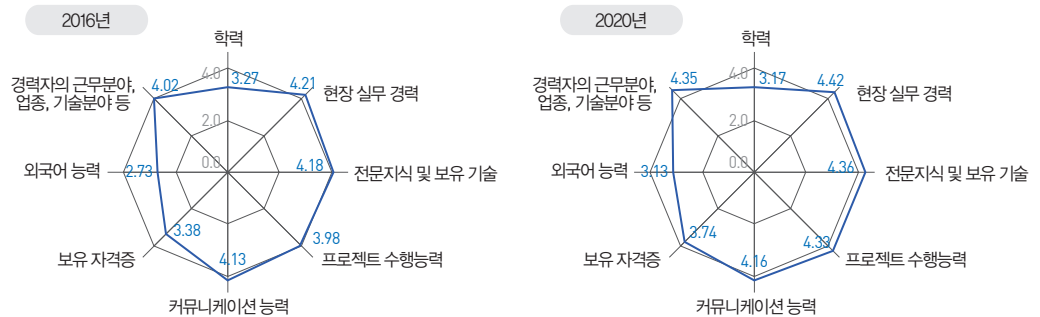 2016년
학력
3.27
4.0
2.0
0.0
현장 실무 경력
4.21
전문지식 및 보유 기술
4.18
프로젝트 수행능력
3.98
커뮤니케이션 능력
4.13
보유 자격증
3.38
외국어 능력
2.73
경력자의 근무분야,
업종, 기술분야 등
4.02
2020년
학력
3.17
4.0
2.0
0.0
현장 실무 경력
4.42
전문지식 및 보유 기술
4.36
프로젝트 수행능력
4.33
커뮤니케이션 능력
4.16
보유 자격증
3.74
외국어 능력
3.13
경력자의 근무분야,
업종, 기술분야 등
4.35